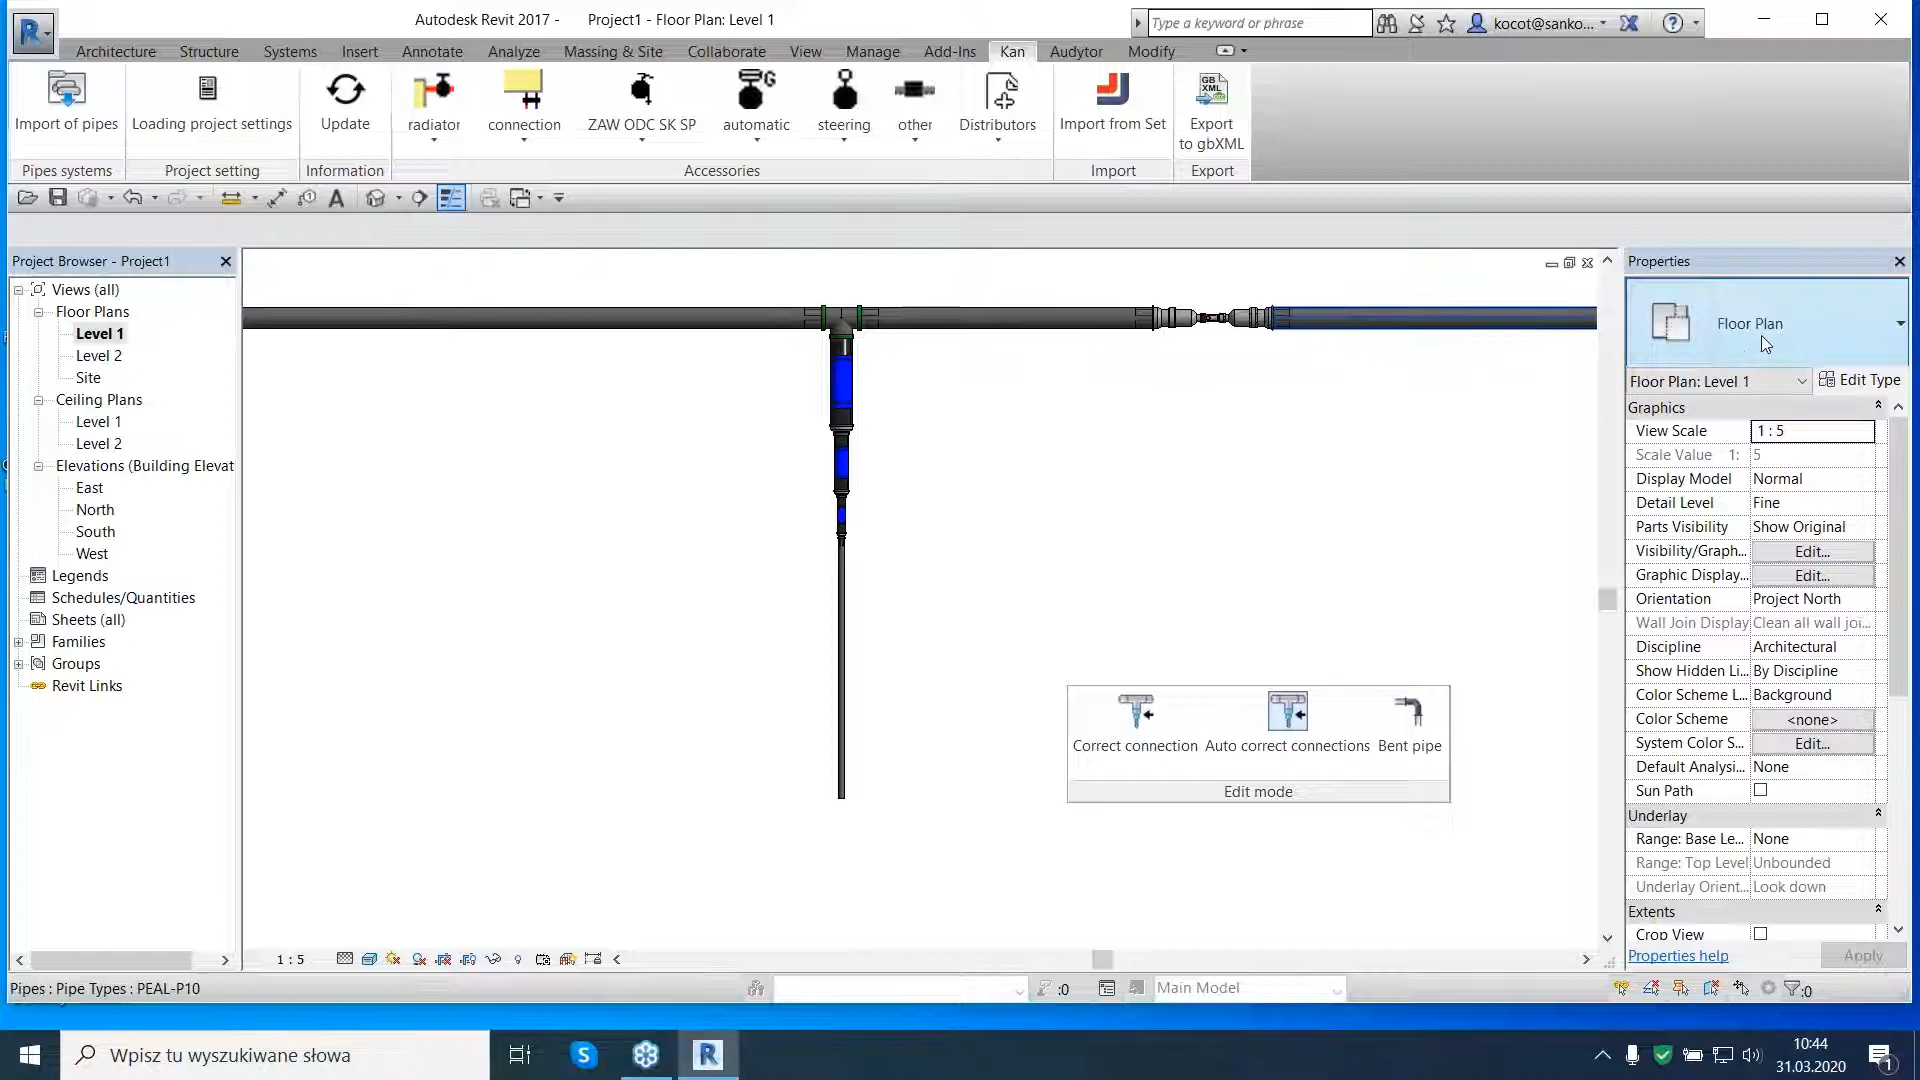 Autodesk Revit 2017 -    Project1 - Floor Plan: Level 1
Type a keyword or phrase
kocot@sanko...
Architecture Structure Systems Insert Annotate Analyze Massing & Site Collaborate View Manage Add-Ins Kan Audytor Modify
Import of pipes
Loading project settings
Update
radiator
connection
ZAW ODC SK SP
automatic
steering
other
Distributors
Import from Set
Export
to gbXML
GB
XML
Pipes systems
Project setting
Information
Accessories
Import
Export
Project Browser - Project1
Views (all)
Floor Plans
Level 1
Level 2
Site
Ceiling Plans
Level 1
Level 2
Elevations (Building Elevat
East
North
South
West
Legends
Schedules/Quantities
Sheets (all)
Families
Groups
Revit Links
Correct connection
Auto correct connections
Bent pipe
Edit mode
Properties
Floor Plan
Floor Plan: Level 1
Edit Type
Graphics
View Scale 1 : 5
Scale Value 1: 5
Display Model Normal
Detail Level Fine
Parts Visibility Show Original
Visibility/Graph... Edit...
Graphic Display... Edit...
Orientation Project North
Wall Join Display Clean all wall joi...
Discipline Architectural
Show Hidden Li... By Discipline
Color Scheme L... Background
Color Scheme <none>
System Color S... Edit...
Default Analysi... None
Sun Path
Underlay
Range: Base Le... None
Range: Top Level Unbounded
Underlay Orient... Look down
Extents
Crop View
Properties help
Apply
1 : 5
Pipes : Pipe Types : PEAL-P10
:0
Main Model
:0
Wpisz tu wyszukiwane słowa
10:44
31.03.2020
1